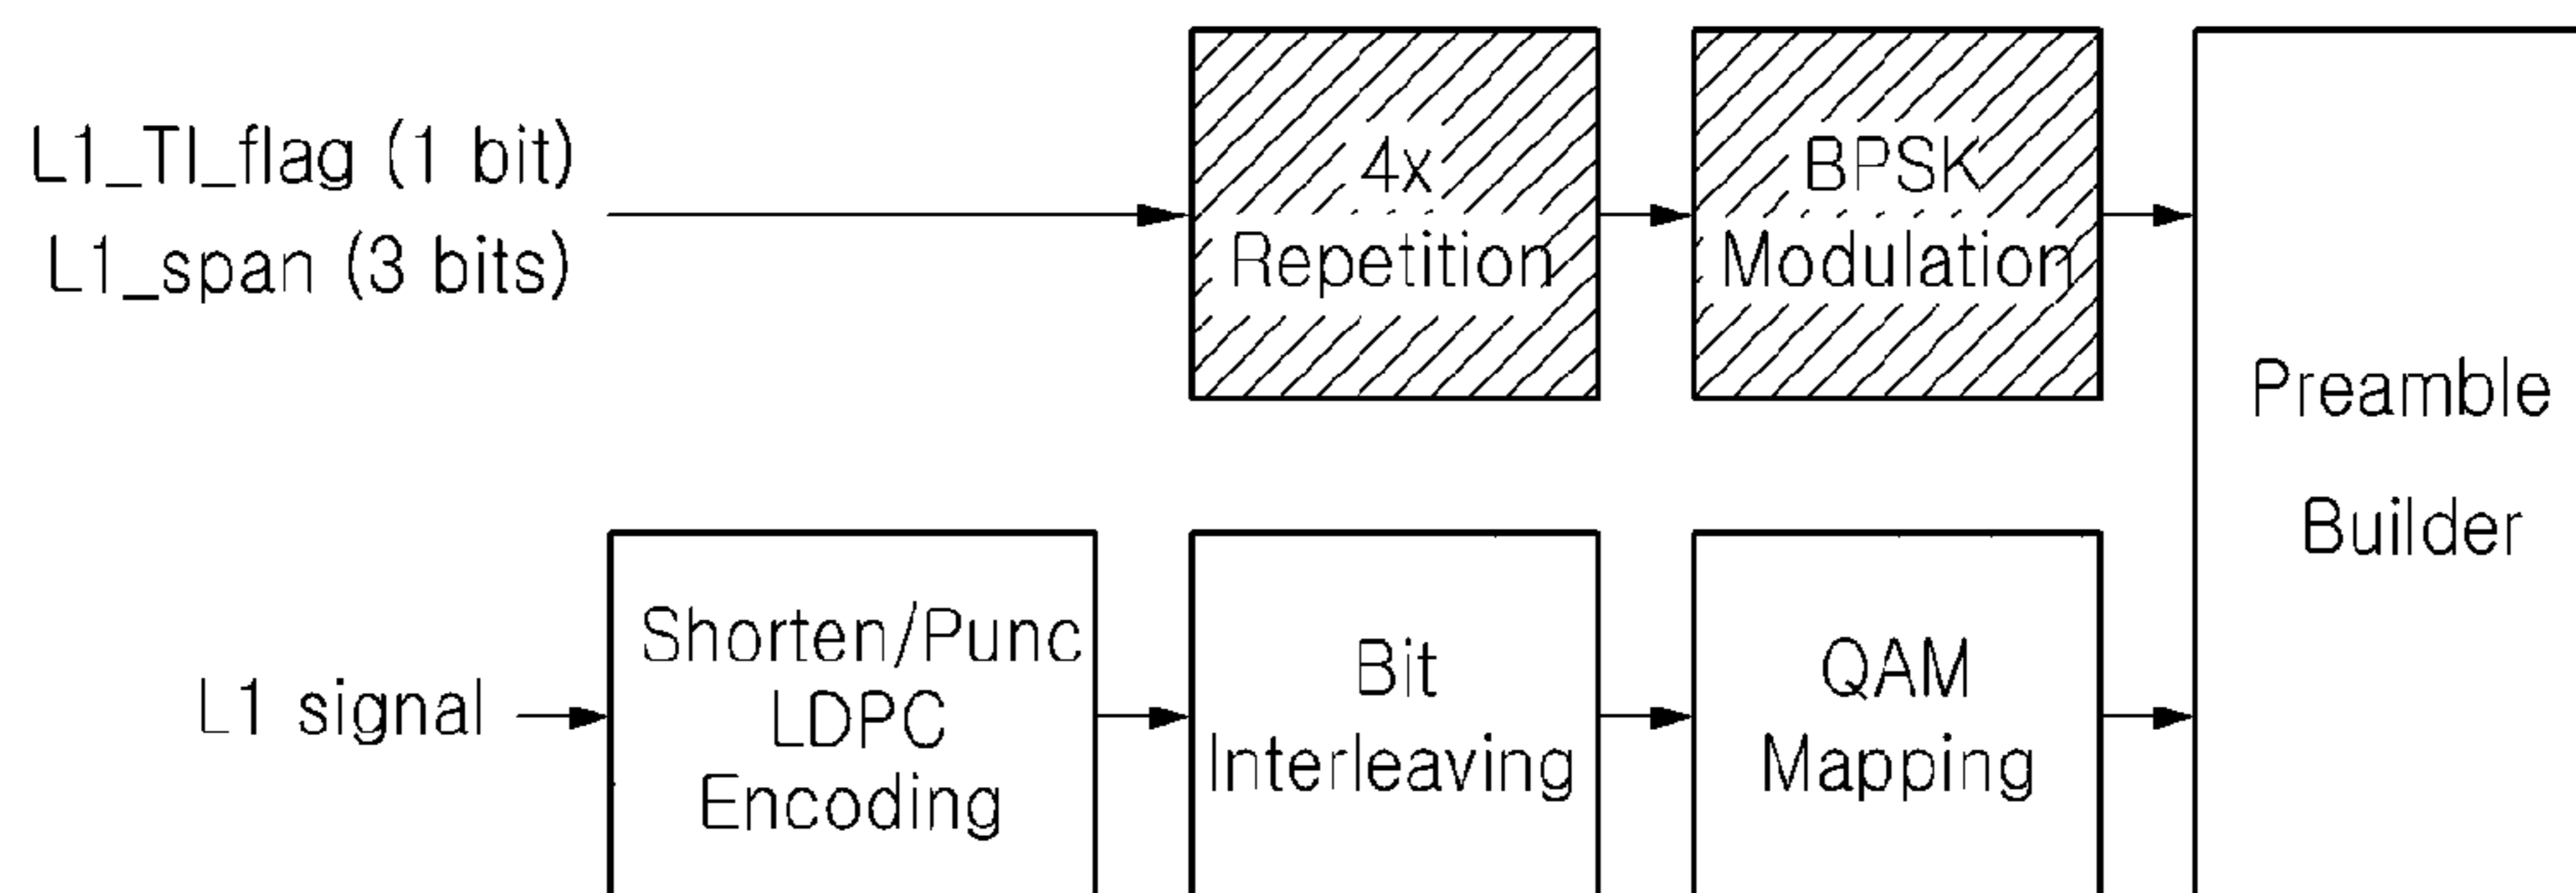 L1_TI_flag (1 bit)
L1_span (3 bits)
4x
Repetition
BPSK
Modulation
Preamble
Builder
L1 signal
Shorten/Punc
LDPC
Encoding
Bit
Interleaving
QAM
Mapping